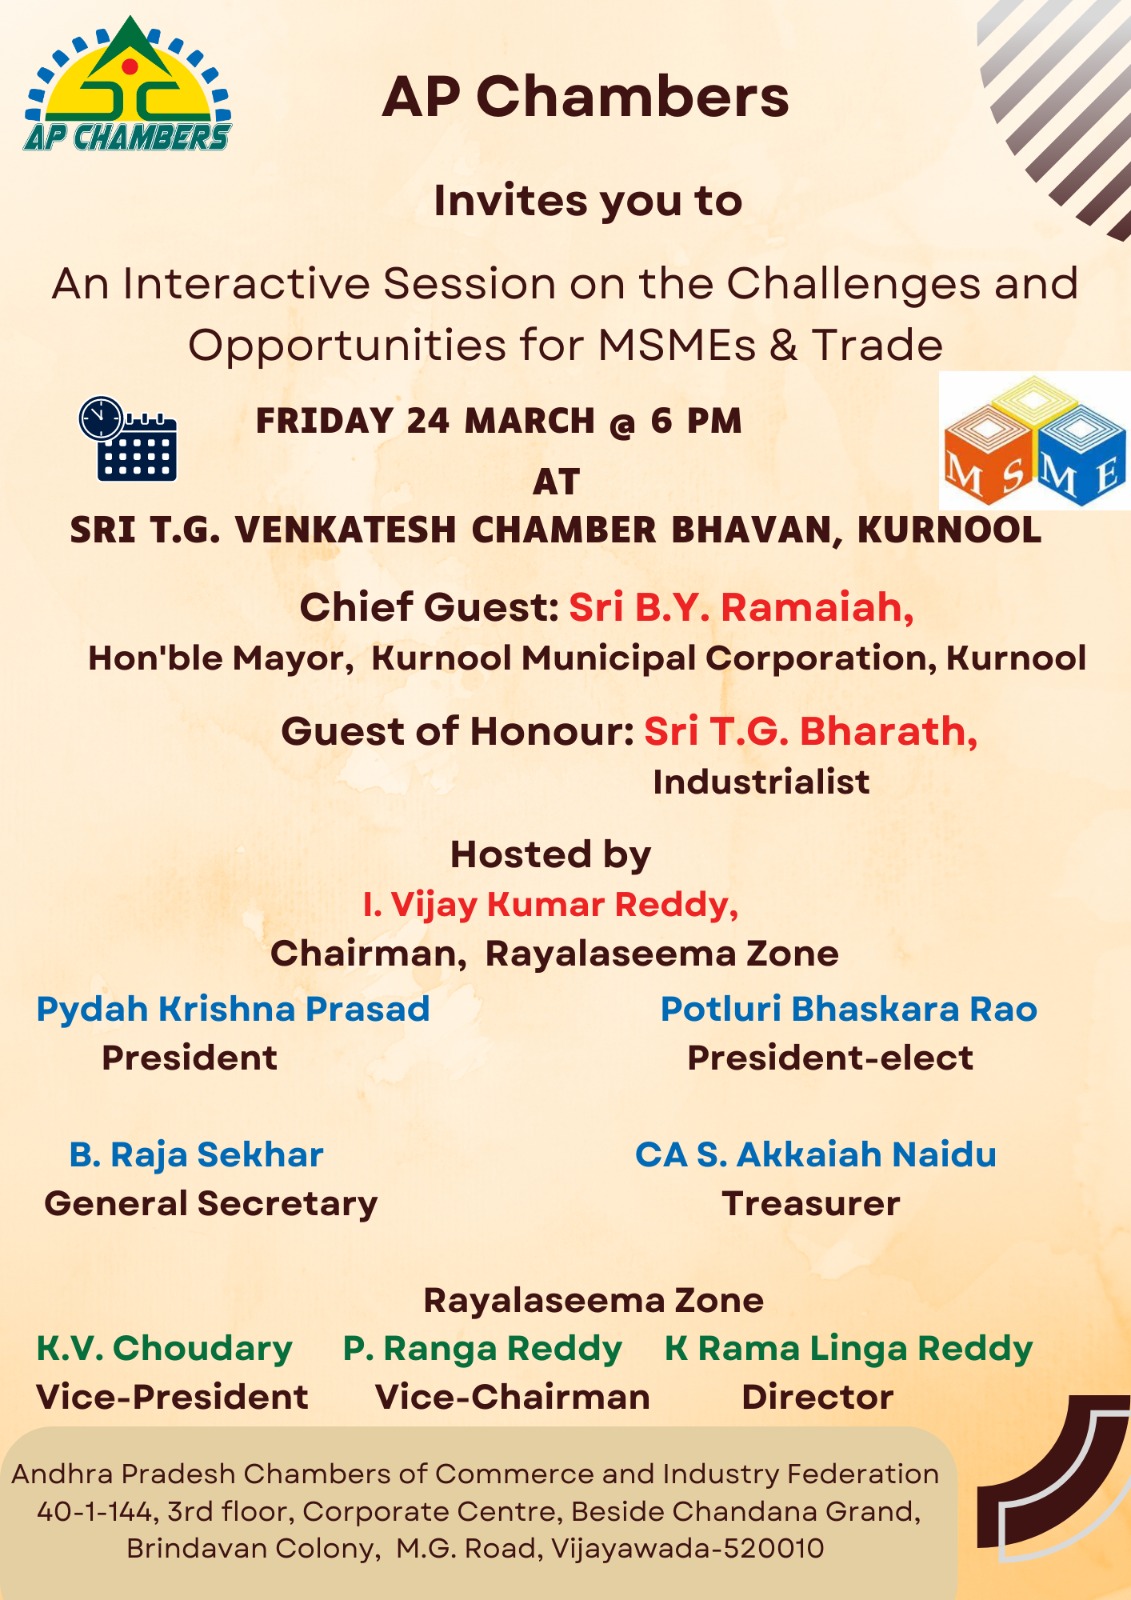 AP CHAMBERS
AP Chambers
Invites you to
An Interactive Session on the Challenges and
Opportunities for MSMEs & Trade
FRIDAY 24 MARCH @ 6 PM
MSME
AT
SRI T.G. VENKATESH CHAMBER BHAVAN, KURNOOL
Chief Guest: Sri B.Y. Ramaiah,
Hon'ble Mayor, Kurnool Municipal Corporation, Kurnool
Guest of Honour: Sri T.G. Bharath,
Industrialist
Hosted by
I. Vijay Kumar Reddy,
Chairman, Rayalaseema Zone
Pydah Krishna Prasad Potluri Bhaskara Rao
President President-elect
B. Raja Sekhar CA S. Akkaiah Naidu
General Secretary Treasurer
Rayalaseema Zone
K.V. Choudary P. Ranga Reddy K Rama Linga Reddy
Vice-President Vice-Chairman Director
Andhra Pradesh Chambers of Commerce and Industry Federation
40-1-144, 3rd floor, Corporate Centre, Beside Chandana Grand,
Brindavan Colony, M.G. Road, Vijayawada-520010